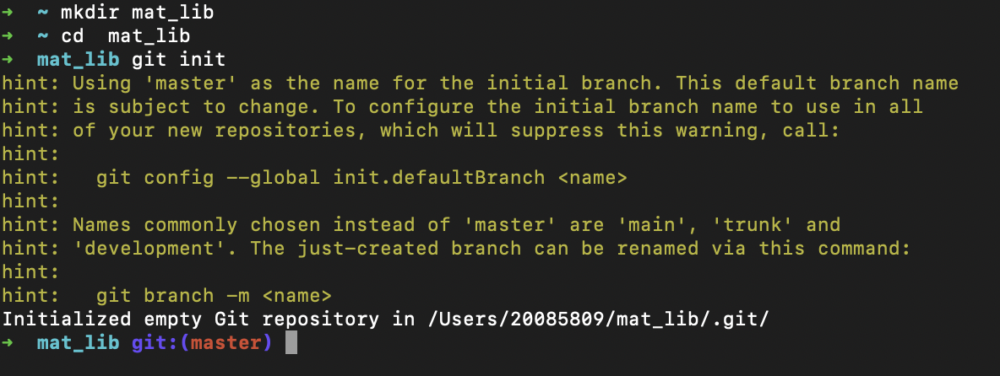 ➜  ~ mkdir mat_lib
➜  ~ cd  mat_lib
➜  mat_lib git init
hint: Using 'master' as the name for the initial branch. This default branch name
hint: is subject to change. To configure the initial branch name to use in all
hint: of your new repositories, which will suppress this warning, call:
hint:
hint:   git config --global init.defaultBranch <name>
hint:
hint: Names commonly chosen instead of 'master' are 'main', 'trunk' and
hint: 'development'. The just-created branch can be renamed via this command:
hint:
hint:   git branch -m <name>
Initialized empty Git repository in /Users/20085809/mat_lib/.git/
➜  mat_lib git:(master)